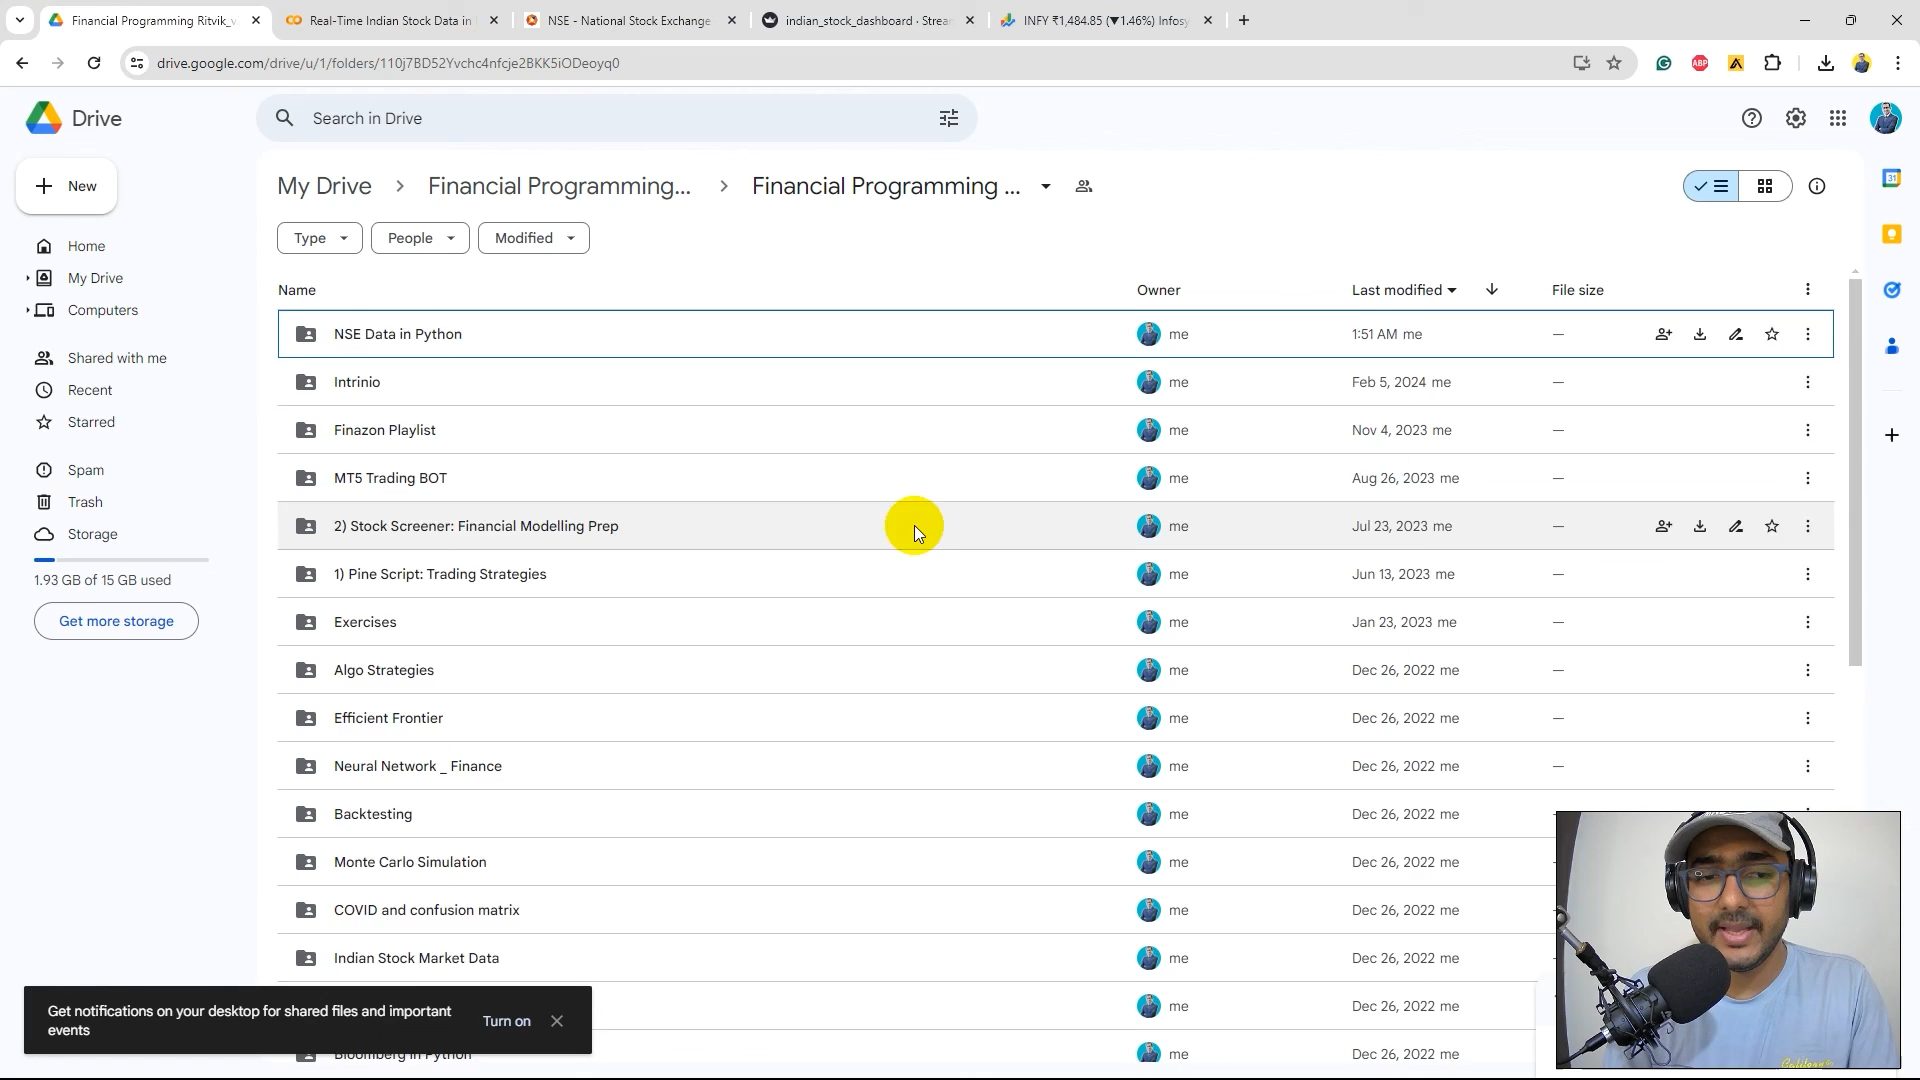 Financial Programming Ritvik_v
Real-Time Indian Stock Data in
NSE - National Stock Exchange
indian_stock_dashboard · Strea
INFY ₹1,484.85 (▼1.46%) Infosy
drive.google.com/drive/u/1/folders/110j7BD52Yvchc4nfcje2BKK5iODeoyq0
ABP
Drive
Search in Drive
31
New
My Drive > Financial Programming... > Financial Programming ...
Type
People
Modified
Home
My Drive
Computers
Shared with me
Recent
Starred
Spam
Trash
Storage
1.93 GB of 15 GB used
Get more storage
Name Owner Last modified File size
NSE Data in Python me 1:51 AM me —
Intrinio me Feb 5, 2024 me —
Finazon Playlist me Nov 4, 2023 me —
MT5 Trading BOT me Aug 26, 2023 me —
2) Stock Screener: Financial Modelling Prep me Jul 23, 2023 me —
1) Pine Script: Trading Strategies me Jun 13, 2023 me —
Exercises me Jan 23, 2023 me —
Algo Strategies me Dec 26, 2022 me —
Efficient Frontier me Dec 26, 2022 me —
Neural Network _ Finance me Dec 26, 2022 me —
Backtesting me Dec 26, 2022 me
Monte Carlo Simulation me Dec 26, 2022 me
COVID and confusion matrix me Dec 26, 2022 me
Indian Stock Market Data me Dec 26, 2022 me
me Dec 26, 2022 me
Bloomberg in Python me Dec 26, 2022 me
Get notifications on your desktop for shared files and important
events
Turn on